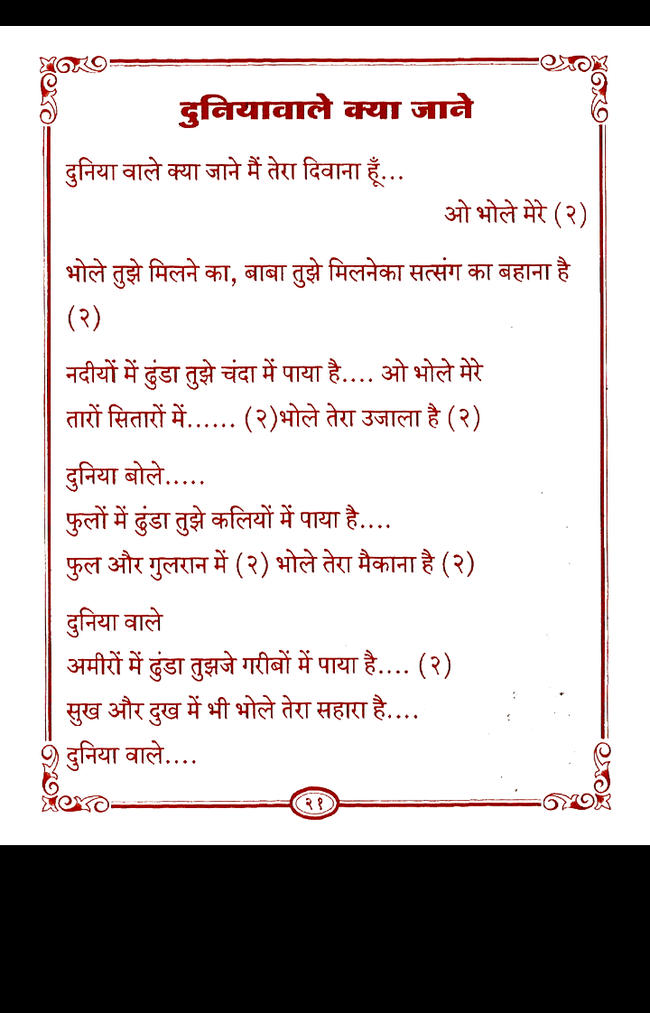 दुनियावाले क्या जाने
दुनिया वाले क्या जाने मैं तेरा दिवाना हूँ...
ओ भोले मेरे (२)
भोले तुझे मिलने का, बाबा तुझे मिलनेका सत्संग का बहाना है
(२)
नदीयों में ढुंडा तुझे चंदा में पाया है.... ओ भोले मेरे
तारों सितारों में...... (२)भोले तेरा उजाला है (२)
दुनिया बोले.....
फुलों में ढुंडा तुझे कलियों में पाया है....
फुल और गुलरान में (२) भोले तेरा मैकाना है (२)
दुनिया वाले
अमीरों में ढुंडा तुझजे गरीबों में पाया है.... (२)
सुख और दुख में भी भोले तेरा सहारा है....
दुनिया वाले....
२१